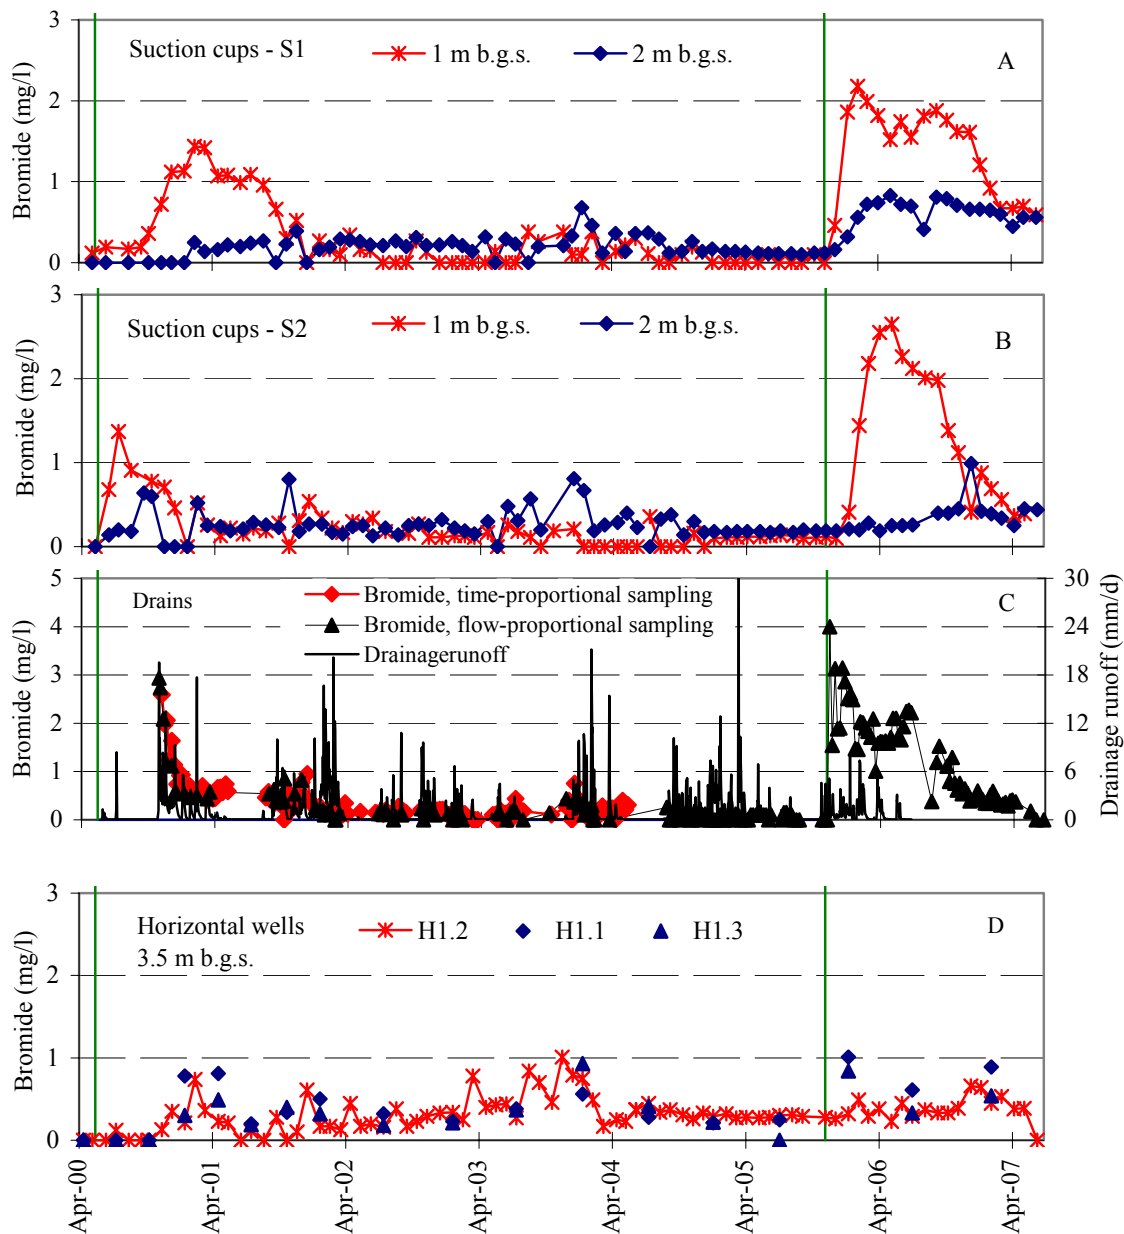 3
2
1
0
Bromide (mg/l)
Suction cups - S1
1 m b.g.s.
2 m b.g.s.
A
3
2
1
0
Bromide (mg/l)
Suction cups - S2
1 m b.g.s.
2 m b.g.s.
B
5
4
3
2
1
0
Bromide (mg/l)
Drains
Bromide, time-proportional sampling
Bromide, flow-proportional sampling
Drainagerunoff
C
30
24
18
12
6
0
Drainage runoff (mm/d)
3
2
1
0
Bromide (mg/l)
Horizontal wells
3.5 m b.g.s.
H1.2
H1.1
H1.3
D
Apr-00
Apr-01
Apr-02
Apr-03
Apr-04
Apr-05
Apr-06
Apr-07